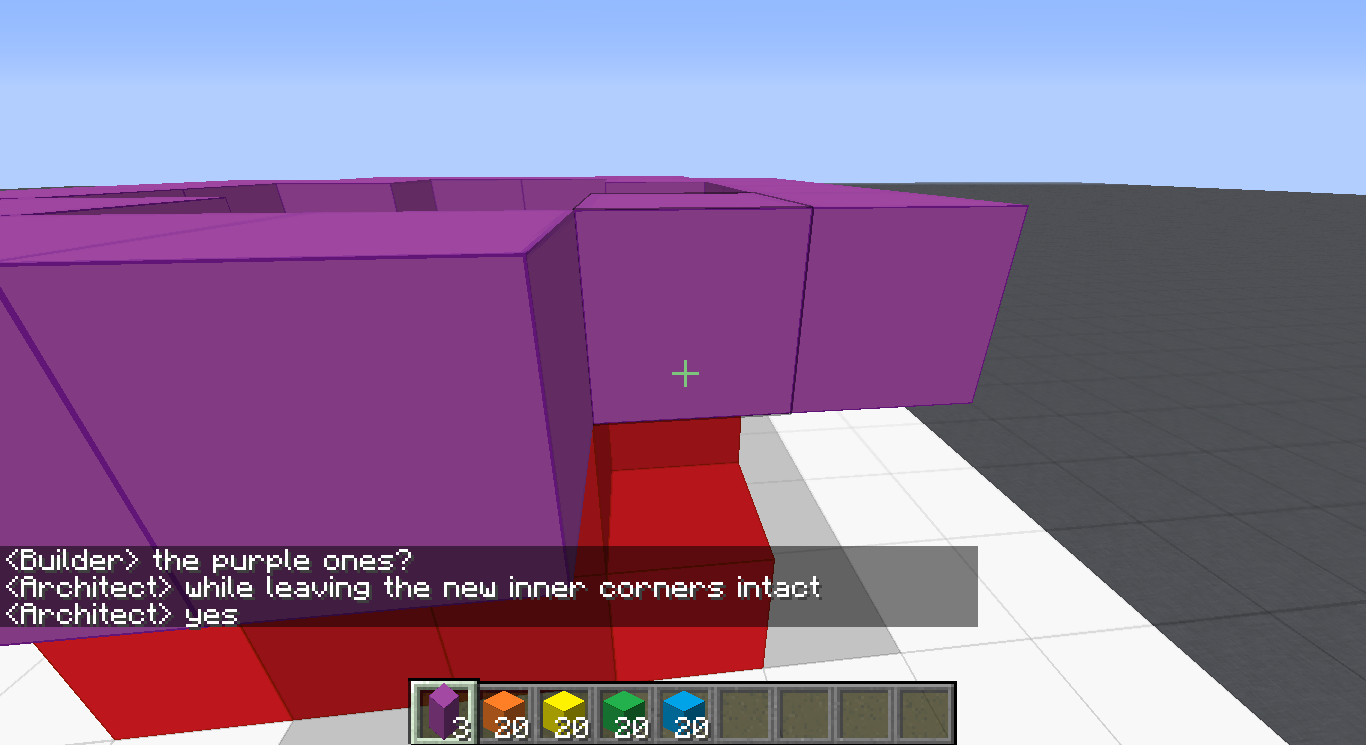 <Builder> the purple ones?
<Architect> while leaving the new inner corners intact
<Architect> yes
3 20 20 20 20